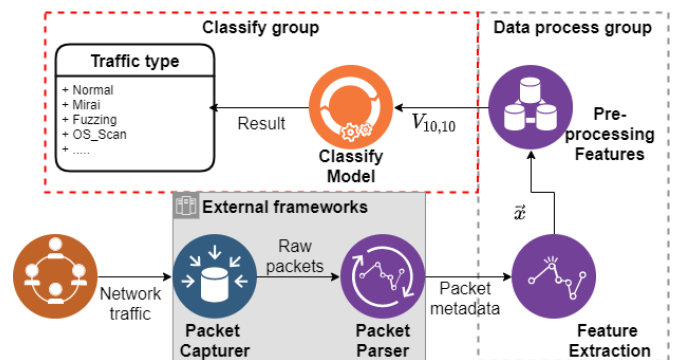 Classify group
Data process group
Traffic type
+ Normal
+ Mirai
+ Fuzzing
+ OS_Scan
+ .....
Result
Classify
Model
V10,10
Pre-
processing
Features
External frameworks
x⃗
Network
traffic
Raw
packets
Packet
metadata
Packet
Capturer
Packet
Parser
Feature
Extraction